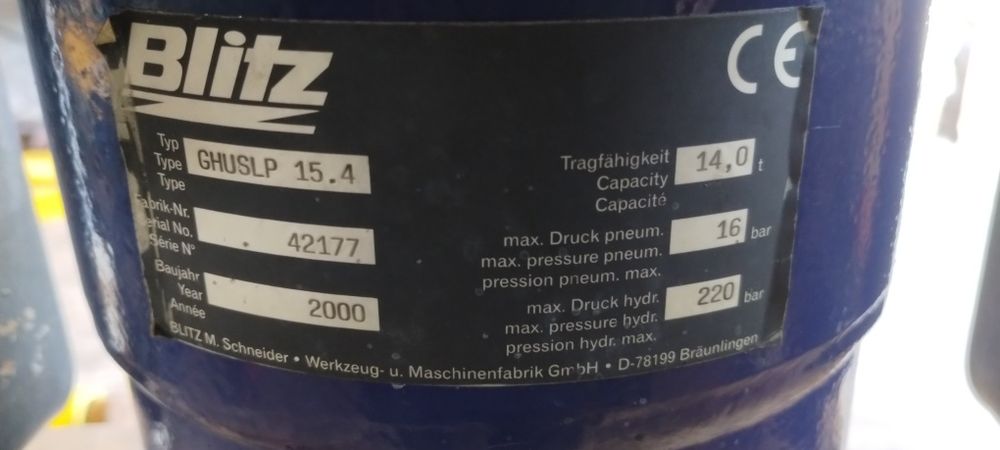 Blitz
CE
Typ
Type GHUSLP 15.4
Type
Fabrik-Nr.
Serial No. 42177
Série N°
Baujahr
Year 2000
Année
Tragfähigkeit
Capacity 14,0 t
Capacité
max. Druck pneum.
max. pressure pneum. 16 bar
pression pneum. max.
max. Druck hydr.
max. pressure hydr. 220 bar
pression hydr. max.
BLITZ M. Schneider • Werkzeug- u. Maschinenfabrik GmbH • D-78199 Bräunlingen